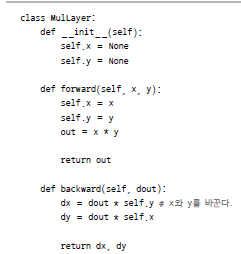 class MulLayer:
    def __init__(self):
        self.x = None
        self.y = None

    def forward(self, x, y):
        self.x = x
        self.y = y
        out = x * y

        return out

    def backward(self, dout):
        dx = dout * self.y # x와 y를 바꾼다.
        dy = dout * self.x

        return dx, dy